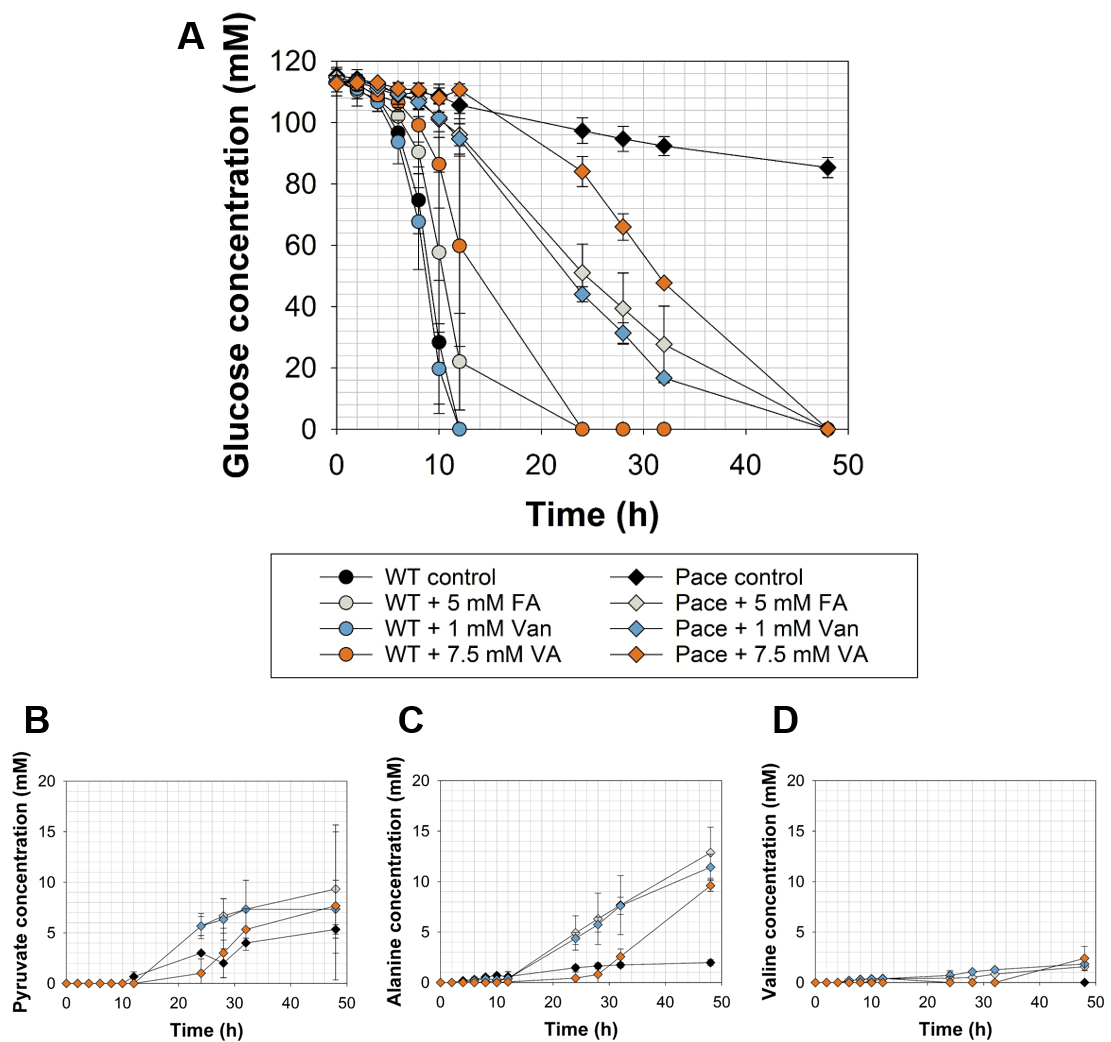 A
Glucose concentration (mM)
120
100
80
60
40
20
0
0 10 20 30 40 50
Time (h)
WT control
Pace control
WT + 5 mM FA
Pace + 5 mM FA
WT + 1 mM Van
Pace + 1 mM Van
WT + 7.5 mM VA
Pace + 7.5 mM VA
B
Pyruvate concentration (mM)
20
15
10
5
0
0 10 20 30 40 50
Time (h)
C
Alanine concentration (mM)
20
15
10
5
0
0 10 20 30 40 50
Time (h)
D
Valine concentration (mM)
20
15
10
5
0
0 10 20 30 40 50
Time (h)